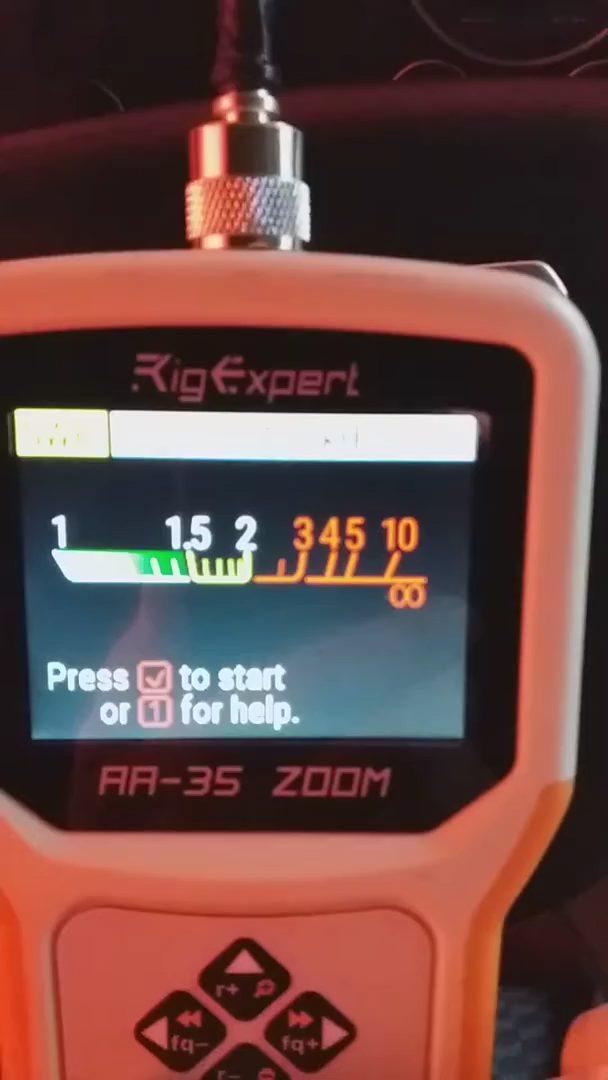 RigExpert
1 1.5 2 3 4 5 10
∞
Press ✓ to start
or 1 for help.
AA-35 ZOOM
r+
fq-
fq+
r-